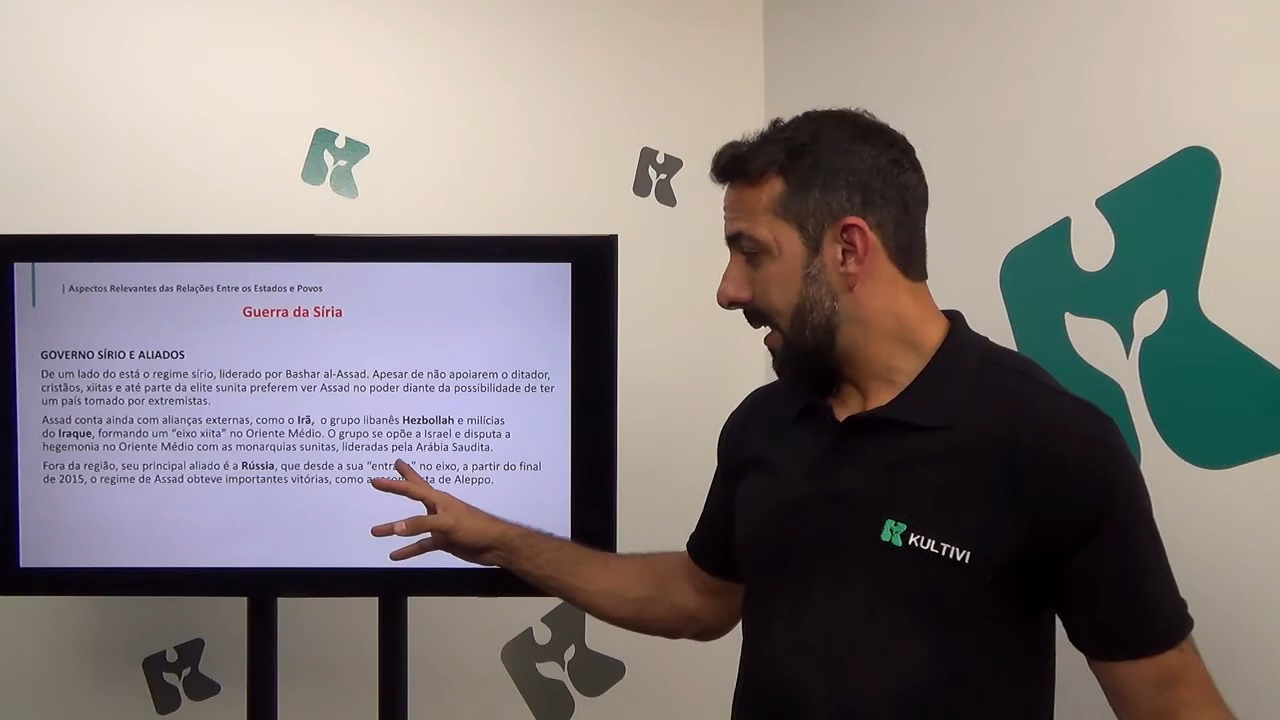 | Aspectos Relevantes das Relações Entre os Estados e Povos
Guerra da Síria
GOVERNO SÍRIO E ALIADOS
De um lado do está o regime sírio, liderado por Bashar al-Assad. Apesar de não apoiarem o ditador,
cristãos, xiitas e até parte da elite sunita preferem ver Assad no poder diante da possibilidade de ter
um país tomado por extremistas.
Assad conta ainda com alianças externas, como o Irã, o grupo libanês Hezbollah e milícias
do Iraque, formando um "eixo xiita" no Oriente Médio. O grupo se opõe a Israel e disputa a
hegemonia no Oriente Médio com as monarquias sunitas, lideradas pela Arábia Saudita.
Fora da região, seu principal aliado é a Rússia, que desde a sua no eixo, a partir do final
de 2015, o regime de Assad obteve importantes vitórias, como de Aleppo.
KULTIVI